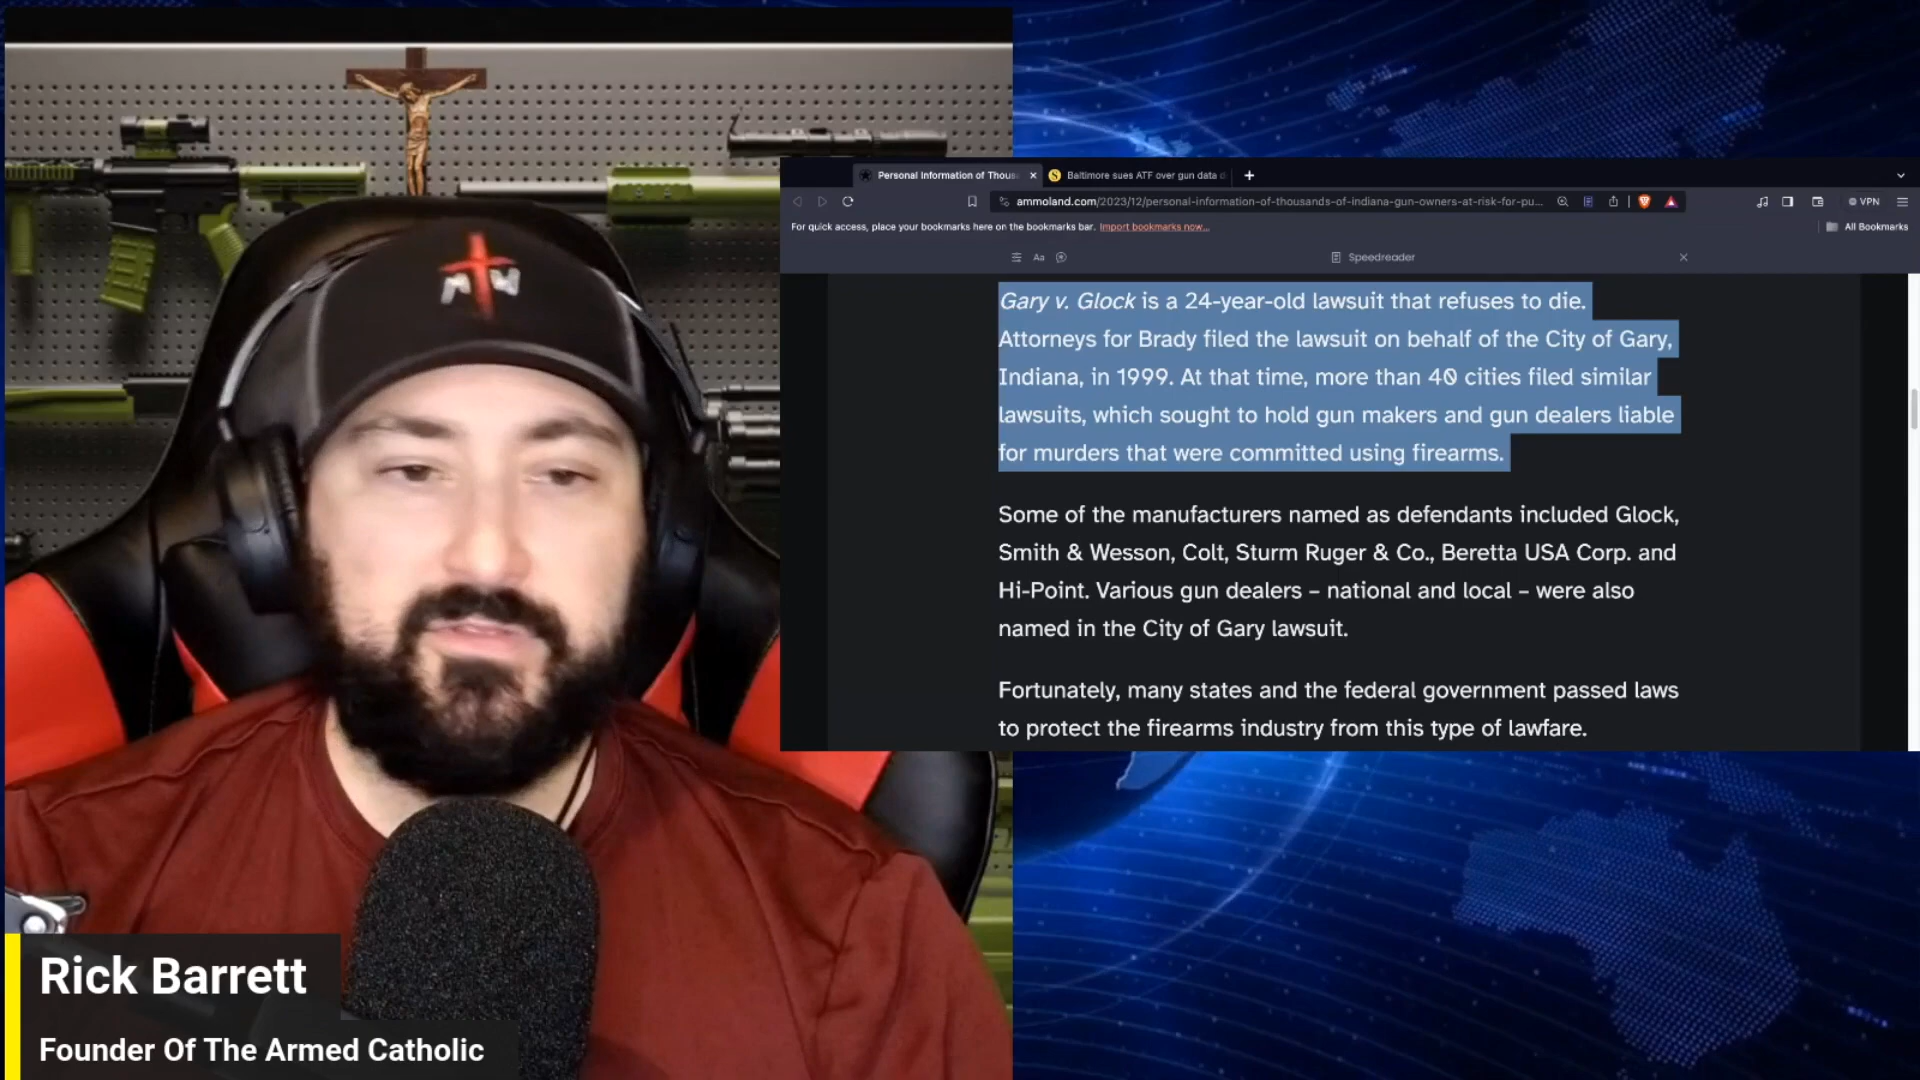 Personal Information of Thous
Baltimore sues ATF over gun data d
ammoland.com/2023/12/personal-information-of-thousands-of-indiana-gun-owners-at-risk-for-pu...
VPN
For quick access, place your bookmarks here on the bookmarks bar. Import bookmarks now...
All Bookmarks
Aa
Speedreader
Gary v. Glock is a 24-year-old lawsuit that refuses to die.
Attorneys for Brady filed the lawsuit on behalf of the City of Gary,
Indiana, in 1999. At that time, more than 40 cities filed similar
lawsuits, which sought to hold gun makers and gun dealers liable
for murders that were committed using firearms.
Some of the manufacturers named as defendants included Glock,
Smith & Wesson, Colt, Sturm Ruger & Co., Beretta USA Corp. and
Hi-Point. Various gun dealers – national and local – were also
named in the City of Gary lawsuit.
Fortunately, many states and the federal government passed laws
to protect the firearms industry from this type of lawfare.
Rick Barrett
Founder Of The Armed Catholic